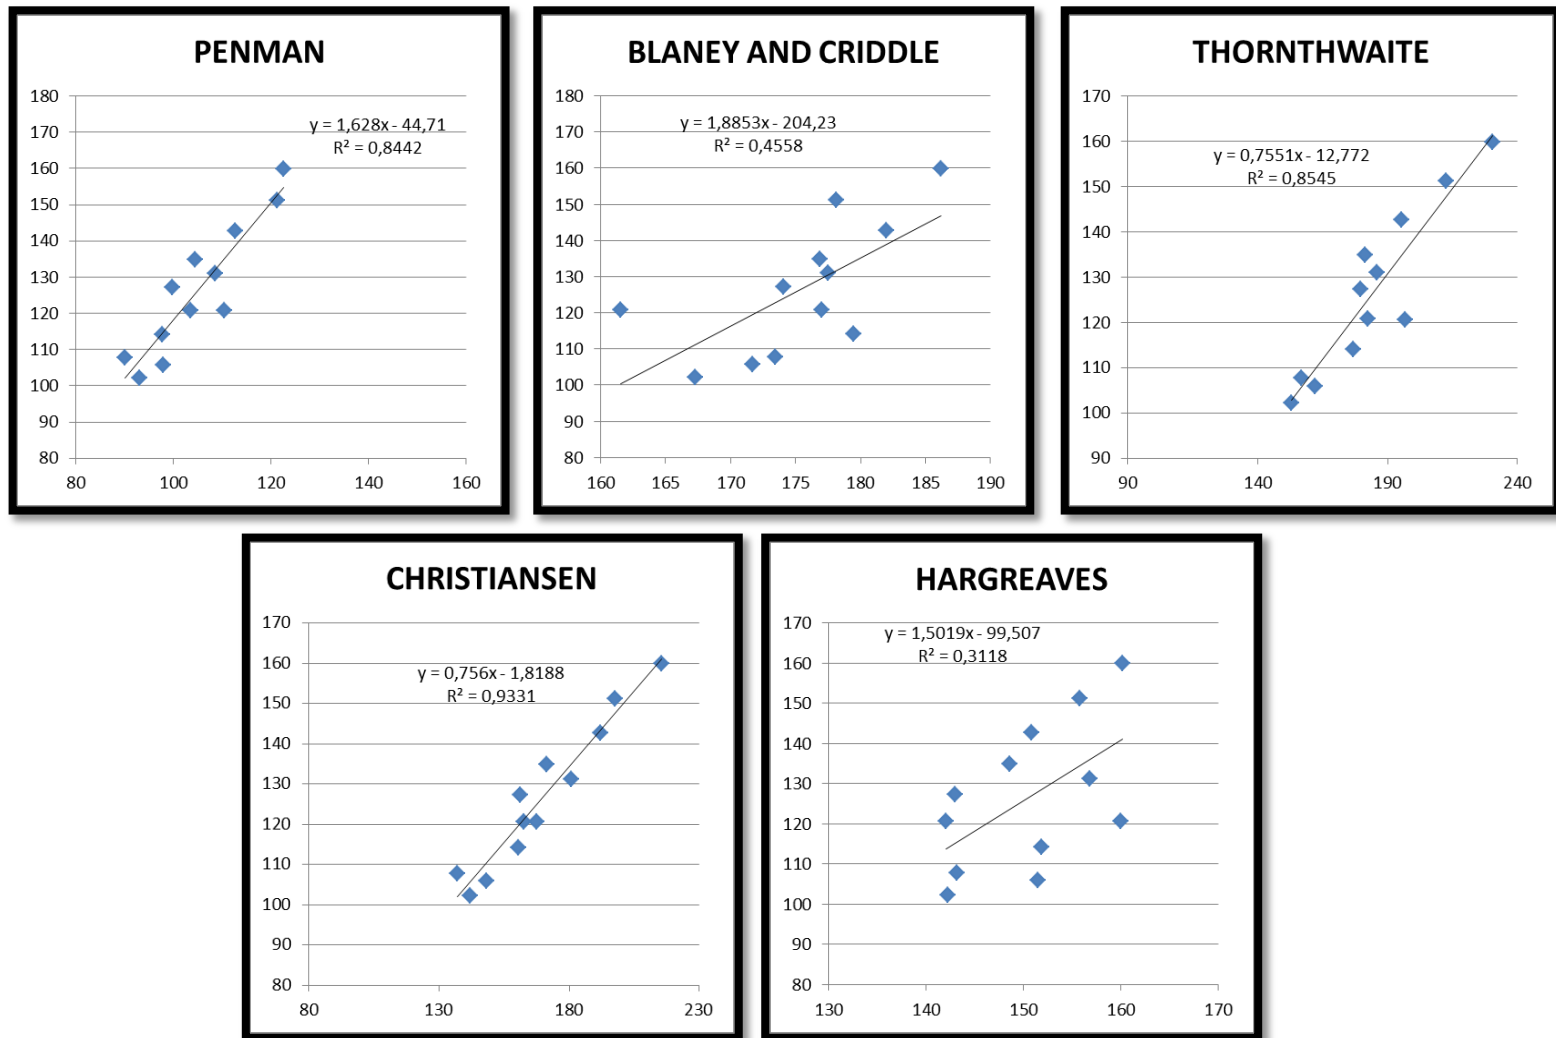 PENMAN
y = 1,628x - 44,71
R² = 0,8442
180
170
160
150
140
130
120
110
100
90
80
80 100 120 140 160
BLANEY AND CRIDDLE
y = 1,8853x - 204,23
R² = 0,4558
180
170
160
150
140
130
120
110
100
90
80
160 165 170 175 180 185 190
THORNTHWAITE
y = 0,7551x - 12,772
R² = 0,8545
170
160
150
140
130
120
110
100
90
90 140 190 240
CHRISTIANSEN
y = 0,756x - 1,8188
R² = 0,9331
170
160
150
140
130
120
110
100
90
80
80 130 180 230
HARGREAVES
y = 1,5019x - 99,507
R² = 0,3118
170
160
150
140
130
120
110
100
90
80
130 140 150 160 170